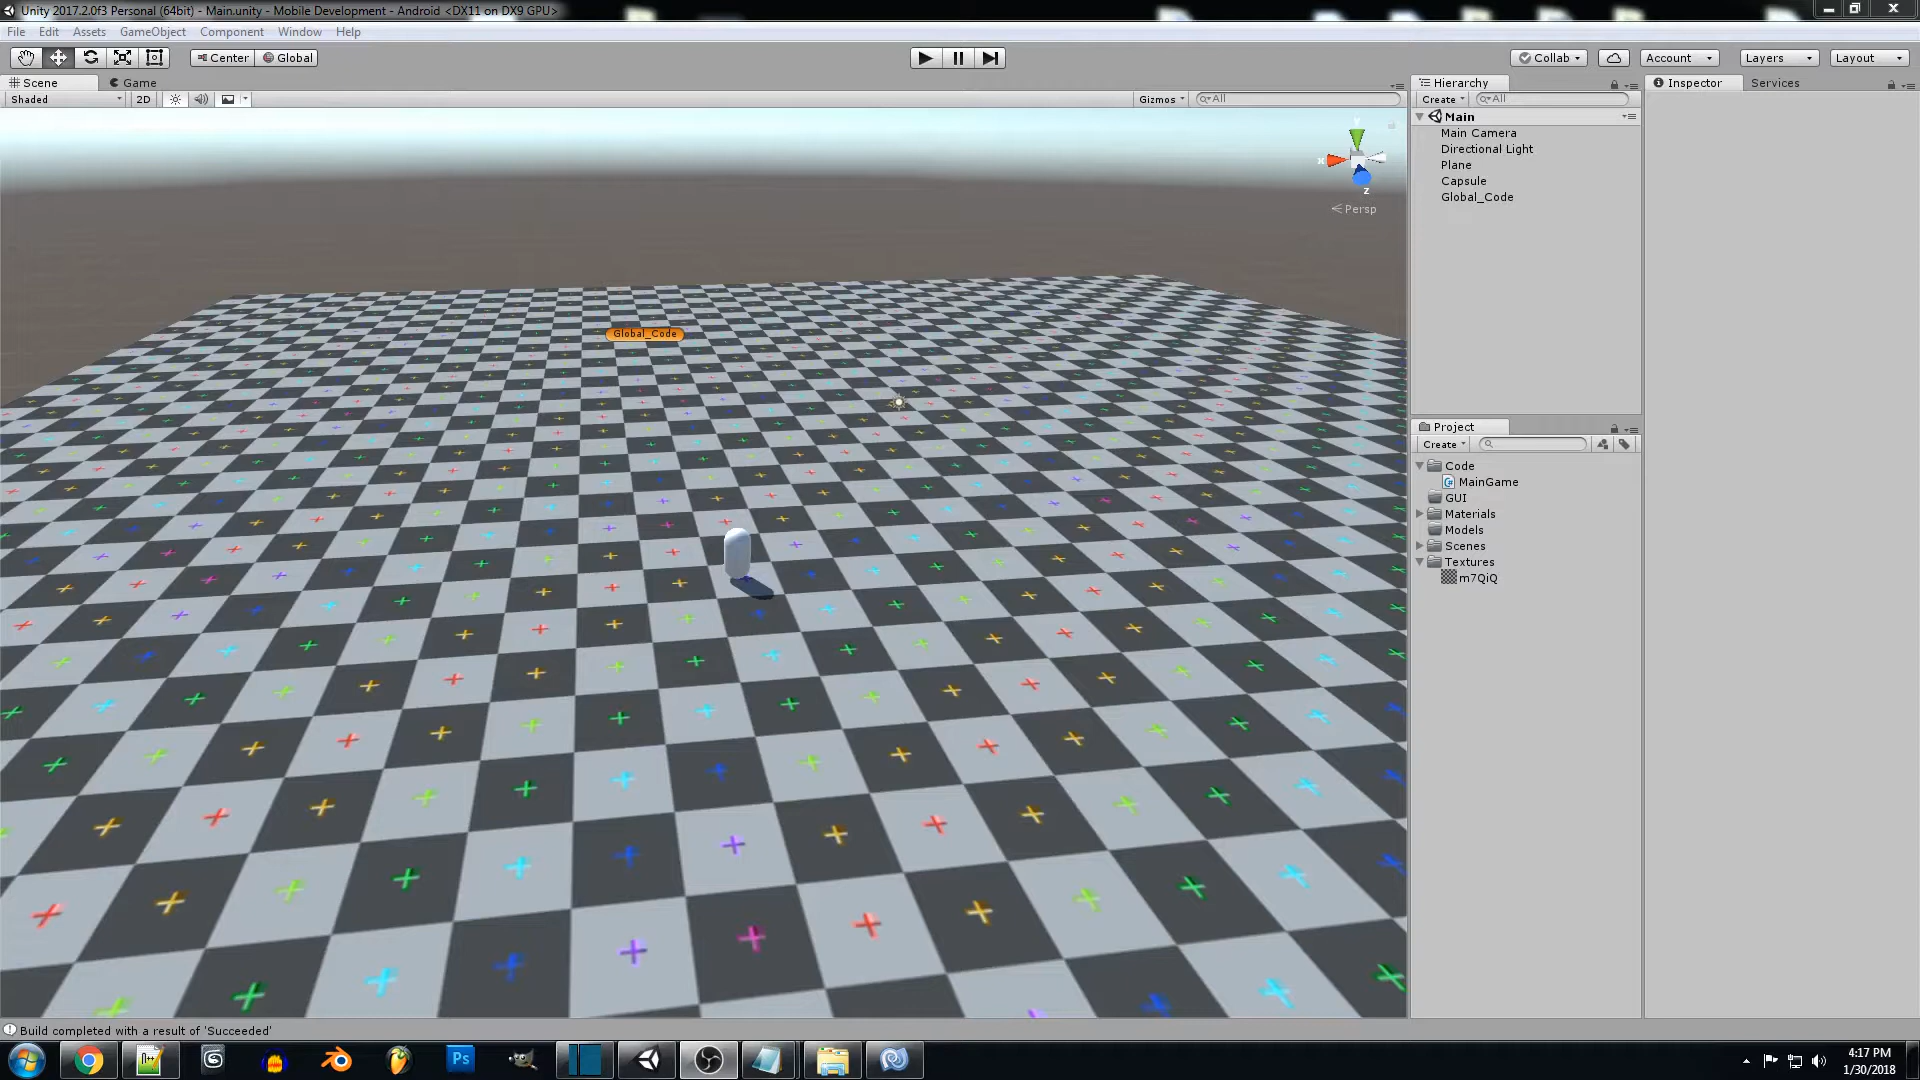 Unity 2017.2.0f3 Personal (64bit) - Main.unity - Mobile Development - Android <DX11 on DX9 GPU>
File Edit Assets GameObject Component Window Help
Center Global Collab Account Layers Layout
Scene Game
Shaded 2D Gizmos All
y
x
z
Persp
Global_Code
Hierarchy
Create All
Main
Main Camera
Directional Light
Plane
Capsule
Global_Code
Project
Create
Code
MainGame
GUI
Materials
Models
Scenes
Textures
m7QiQ
Inspector Services
Build completed with a result of 'Succeeded'
Ps
4:17 PM
1/30/2018